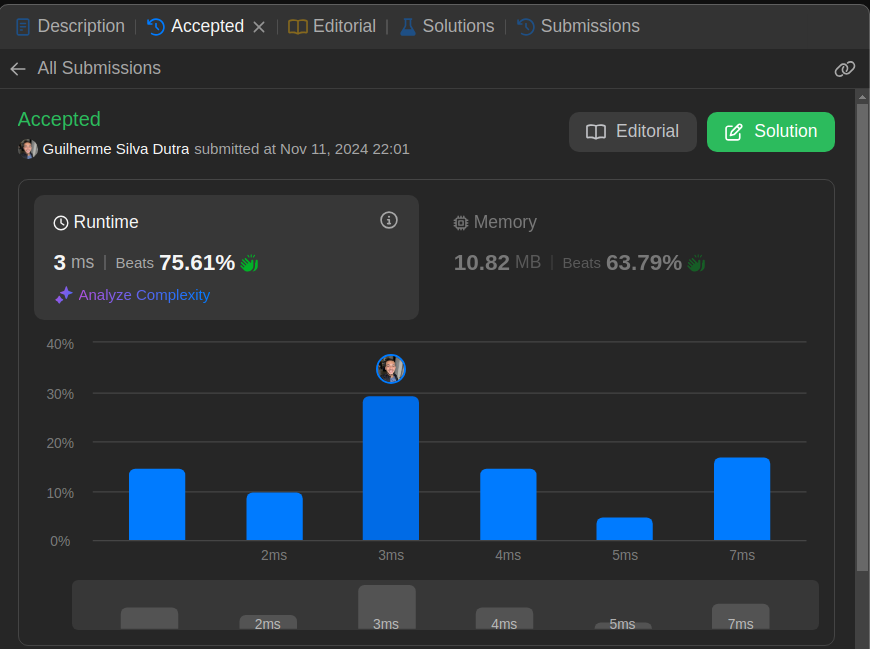 Description | Accepted × | Editorial | Solutions | Submissions
All Submissions
Accepted
Guilherme Silva Dutra submitted at Nov 11, 2024 22:01
Editorial
Solution
Runtime
3 ms | Beats 75.61%
Analyze Complexity
Memory
10.82 MB | Beats 63.79%
40%
30%
20%
10%
0%
2ms 3ms 4ms 5ms 7ms
2ms 3ms 4ms 5ms 7ms